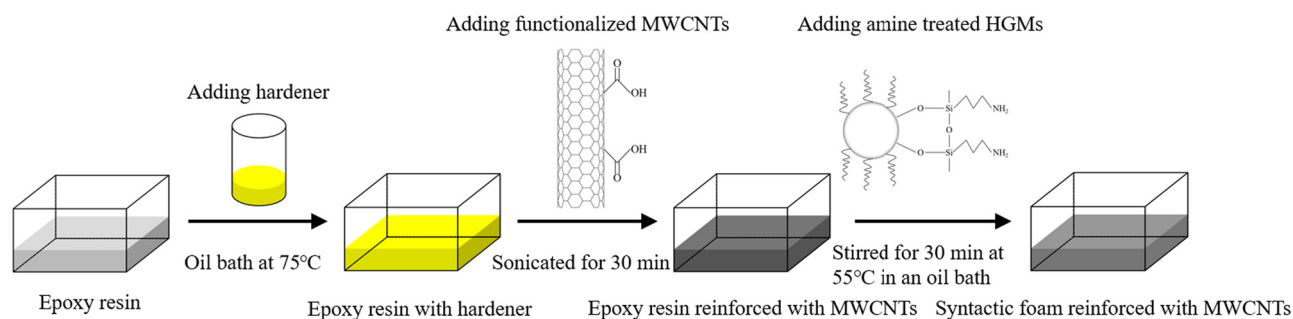 Adding functionalized MWCNTs
Adding amine treated HGMs
Adding hardener
O
OH
OH
O
O
Si
NH2
O
O
Si
NH2
Oil bath at 75°C
Sonicated for 30 min
Stirred for 30 min at
55°C in an oil bath
Epoxy resin
Epoxy resin with hardener
Epoxy resin reinforced with MWCNTs
Syntactic foam reinforced with MWCNTs